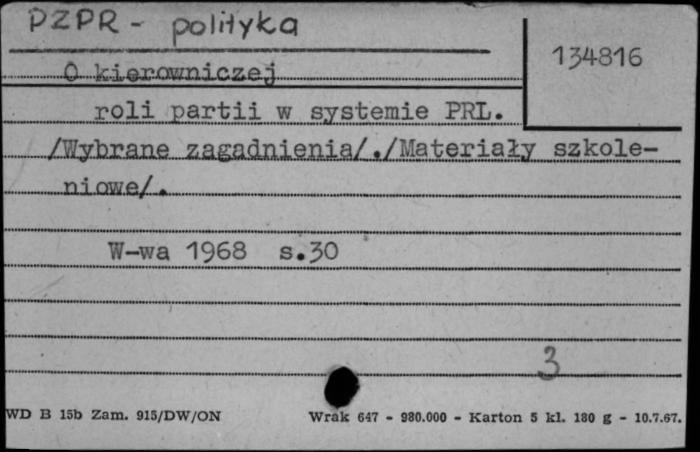 PZPR - polityka
134816
O kierowniczej
roli partii w systemie PRL.
/Wybrane zagadnienia/./Materiały szkole-
niowe/.
W-wa 1968 s.30
3
WD B 15b Zam. 915/DW/ON
Wrak 647 - 980.000 - Karton 5 kl. 180 g - 10.7.67.